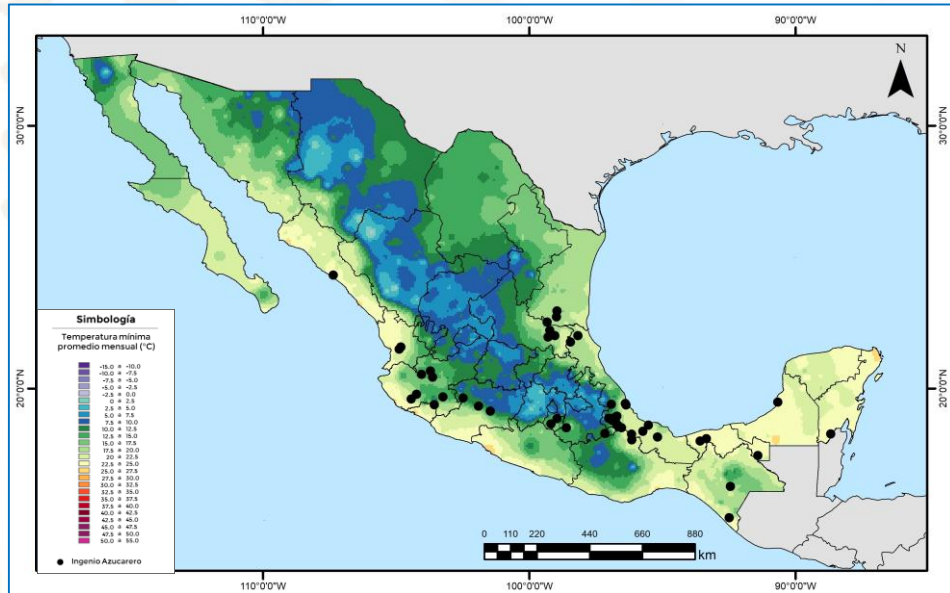 110°0'0"W 100°0'0"W 90°0'0"W
N
30°0'0"N 30°0'0"N
20°0'0"N 20°0'0"N
Simbología
Temperatura mínima
promedio mensual (°C)
-15.0 a -10.0
-10.0 a -7.5
-7.5 a -5.0
-5.0 a -2.5
-2.5 a 0.0
0 a 2.5
2.5 a 5.0
5.0 a 7.5
7.5 a 10.0
10.0 a 12.5
12.5 a 15.0
15.0 a 17.5
17.5 a 20.0
20 a 22.5
22.5 a 25.0
25.0 a 27.5
27.5 a 30.0
30.0 a 32.5
32.5 a 35.0
35.0 a 37.5
37.5 a 40.0
40.0 a 42.5
42.5 a 45.0
45.0 a 47.5
47.5 a 50.0
50.0 a 55.0
Ingenio Azucarero
0 110 220 440 660 880
km
110°0'0"W 100°0'0"W 90°0'0"W